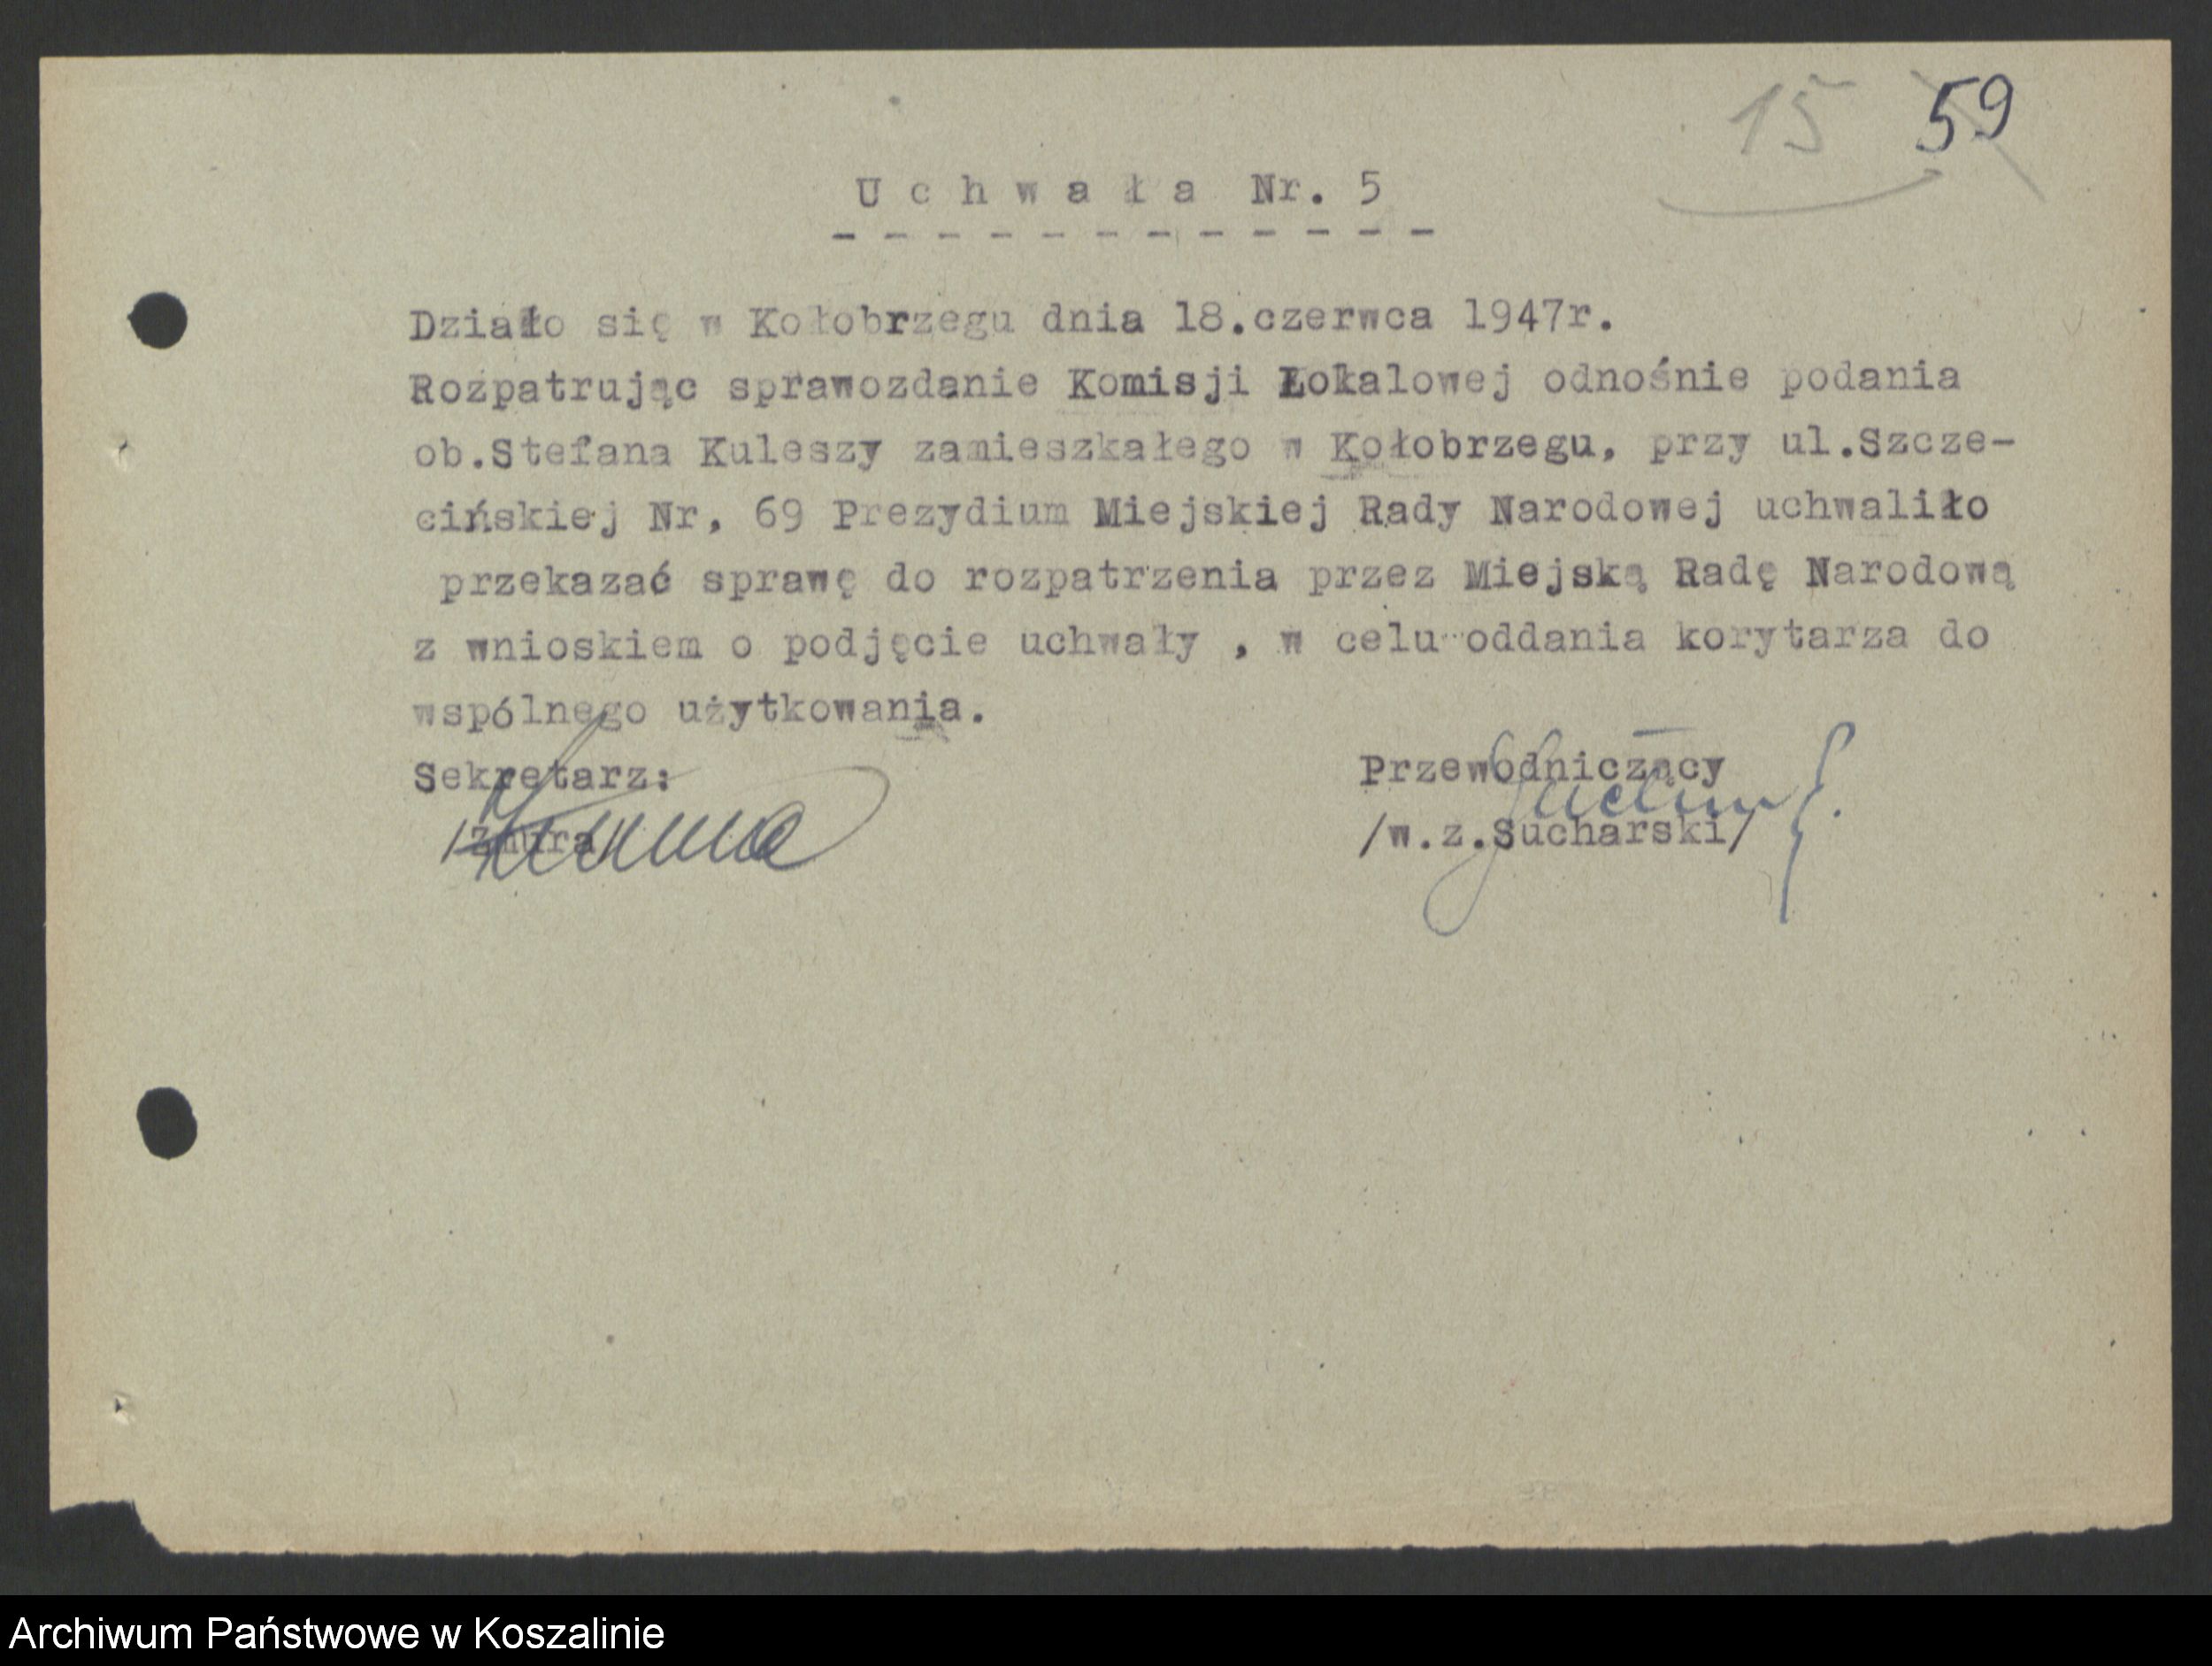 15 59
Uchwała Nr. 5
- - - - - - - - - - - -
Działo się w Kołobrzegu dnia 18.czerwca 1947r.
Rozpatrując sprawozdanie Komisji Lokalowej odnośnie podania
ob.Stefana Kuleszy zamieszkałego w Kołobrzegu, przy ul.Szcze-
cińskiej Nr, 69 Prezydium Miejskiej Rady Narodowej uchwaliło
przekazać sprawę do rozpatrzenia przez Miejską Radę Narodową
z wnioskiem o podjęcie uchwały , w celu oddania korytarza do
wspólnego użytkowania.
Sekretarz: Przewodniczący
/w.z.Sucharski/
Archiwum Państwowe w Koszalinie